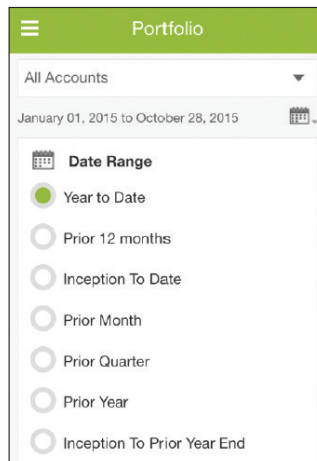 Portfolio
All Accounts
January 01, 2015 to October 28, 2015
Date Range
Year to Date
Prior 12 months
Inception To Date
Prior Month
Prior Quarter
Prior Year
Inception To Prior Year End